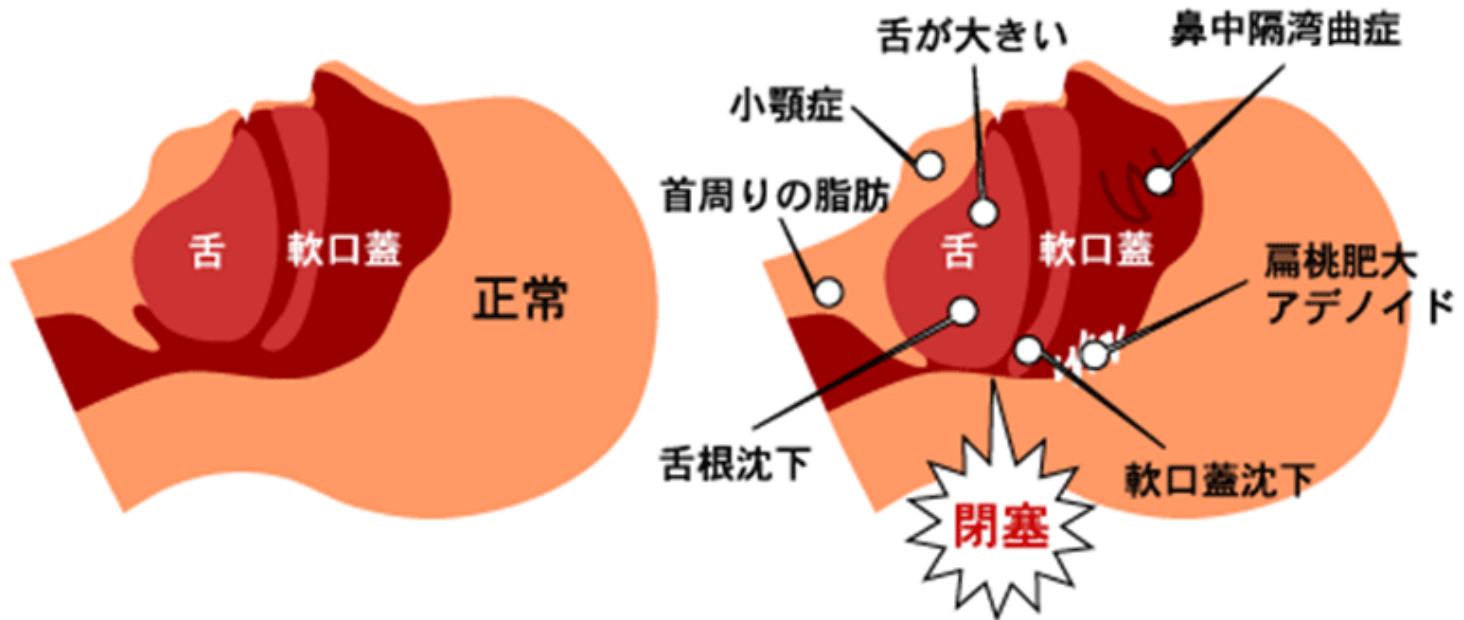 舌
軟口蓋
正常
舌が大きい
鼻中隔湾曲症
小顎症
首周りの脂肪
舌
軟口蓋
扁桃肥大
アデノイド
舌根沈下
軟口蓋沈下
閉塞